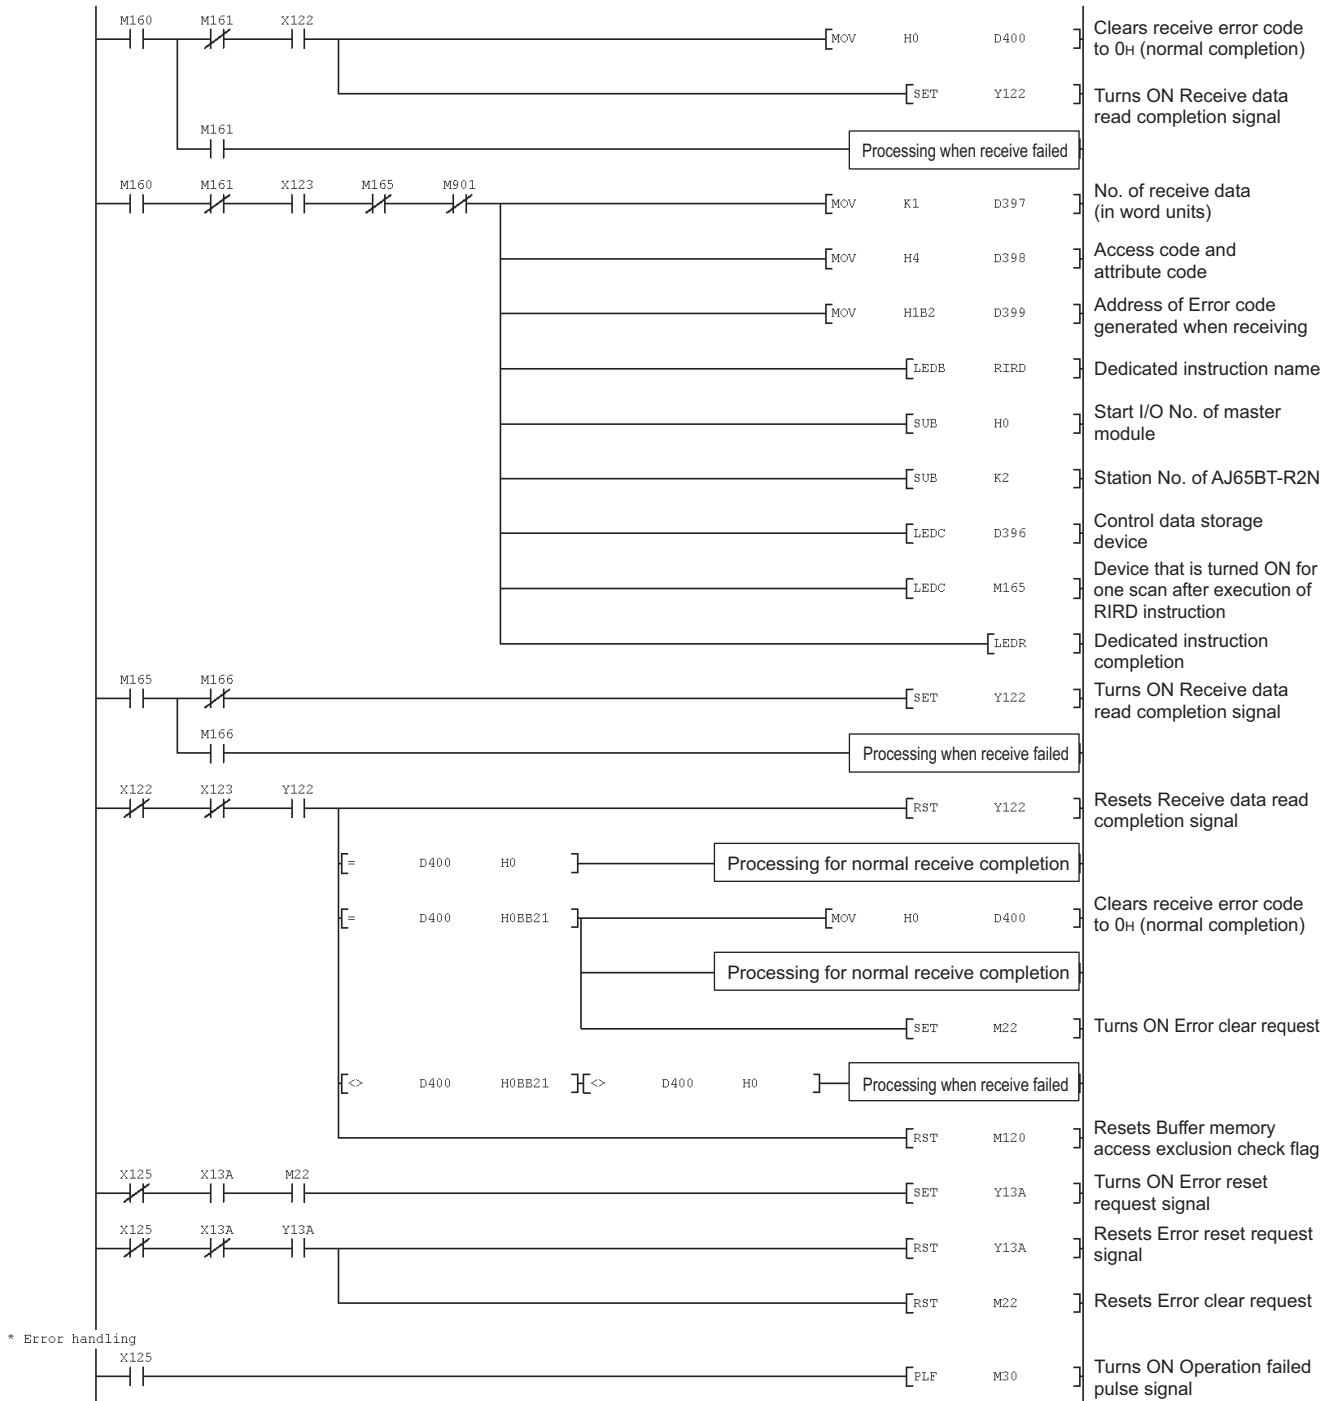 M160 M161 X122
MOV H0 D400
Clears receive error code
to 0H (normal completion)
SET Y122
Turns ON Receive data
read completion signal
M161
Processing when receive failed
M160 M161 X123 M165 M901
MOV K1 D397
No. of receive data
(in word units)
MOV H4 D398
Access code and
attribute code
MOV H1B2 D399
Address of Error code
generated when receiving
LEDB RIRD
Dedicated instruction name
SUB H0
Start I/O No. of master
module
SUB K2
Station No. of AJ65BT-R2N
LEDC D396
Control data storage
device
LEDC M165
Device that is turned ON for
one scan after execution of
RIRD instruction
LEDR
Dedicated instruction
completion
M165 M166
SET Y122
Turns ON Receive data
read completion signal
M166
Processing when receive failed
X122 X123 Y122
RST Y122
Resets Receive data read
completion signal
= D400 H0
Processing for normal receive completion
= D400 H0BB21
MOV H0 D400
Clears receive error code
to 0H (normal completion)
Processing for normal receive completion
SET M22
Turns ON Error clear request
<> D400 H0BB21 <> D400 H0
Processing when receive failed
RST M120
Resets Buffer memory
access exclusion check flag
X125 X13A M22
SET Y13A
Turns ON Error reset
request signal
X125 X13A Y13A
RST Y13A
Resets Error reset request
signal
RST M22
Resets Error clear request
* Error handling
X125
PLF M30
Turns ON Operation failed
pulse signal